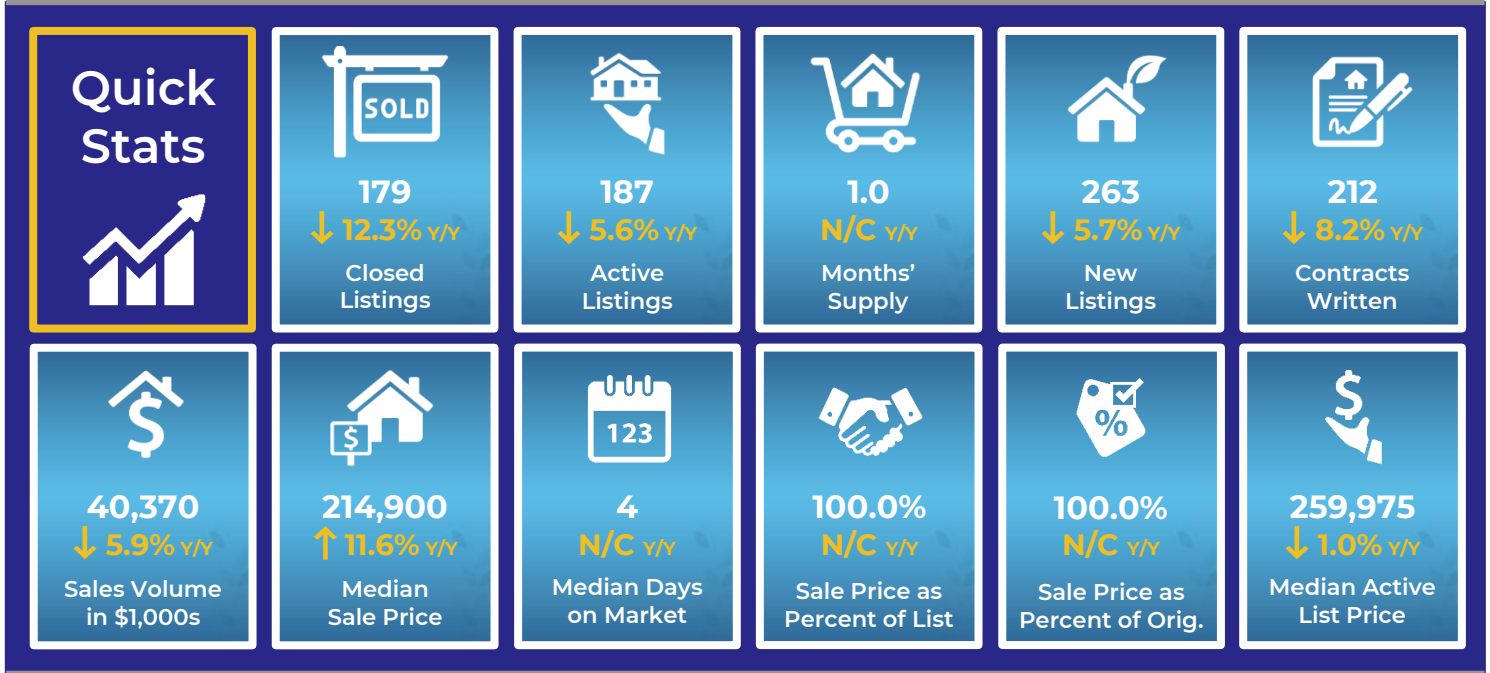 Quick
Stats
SOLD
179
↓ 12.3% Y/Y
Closed
Listings
187
↓ 5.6% Y/Y
Active
Listings
1.0
N/C Y/Y
Months’
Supply
263
↓ 5.7% Y/Y
New
Listings
212
↓ 8.2% Y/Y
Contracts
Written
$
40,370
↓ 5.9% Y/Y
Sales Volume
in $1,000s
$
214,900
↑ 11.6% Y/Y
Median
Sale Price
123
4
N/C Y/Y
Median Days
on Market
100.0%
N/C Y/Y
Sale Price as
Percent of List
%
100.0%
N/C Y/Y
Sale Price as
Percent of Orig.
$
259,975
↓ 1.0% Y/Y
Median Active
List Price